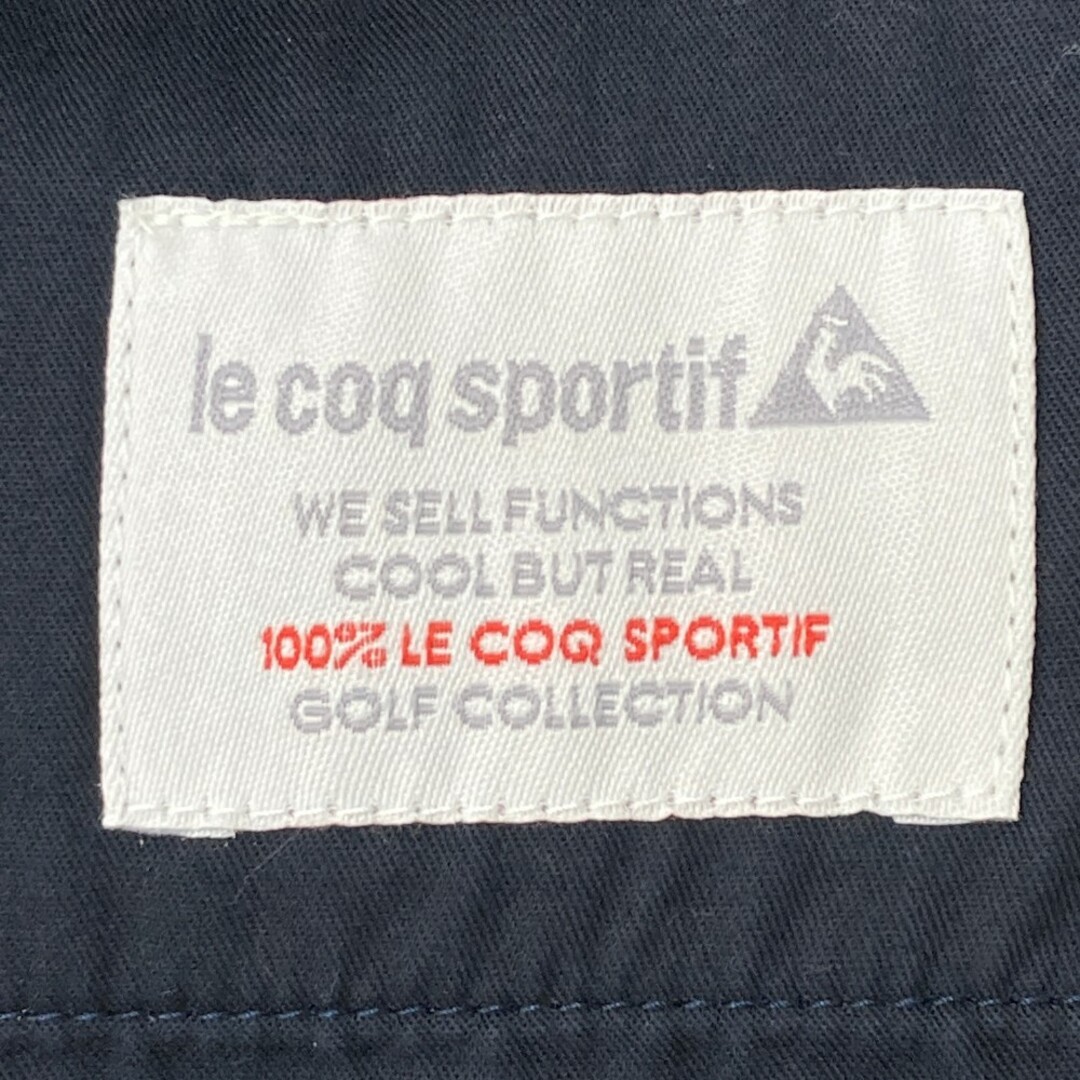 le coq sportif
WE SELL FUNCTIONS
COOL BUT REAL
100% LE COQ SPORTIF
GOLF COLLECTION